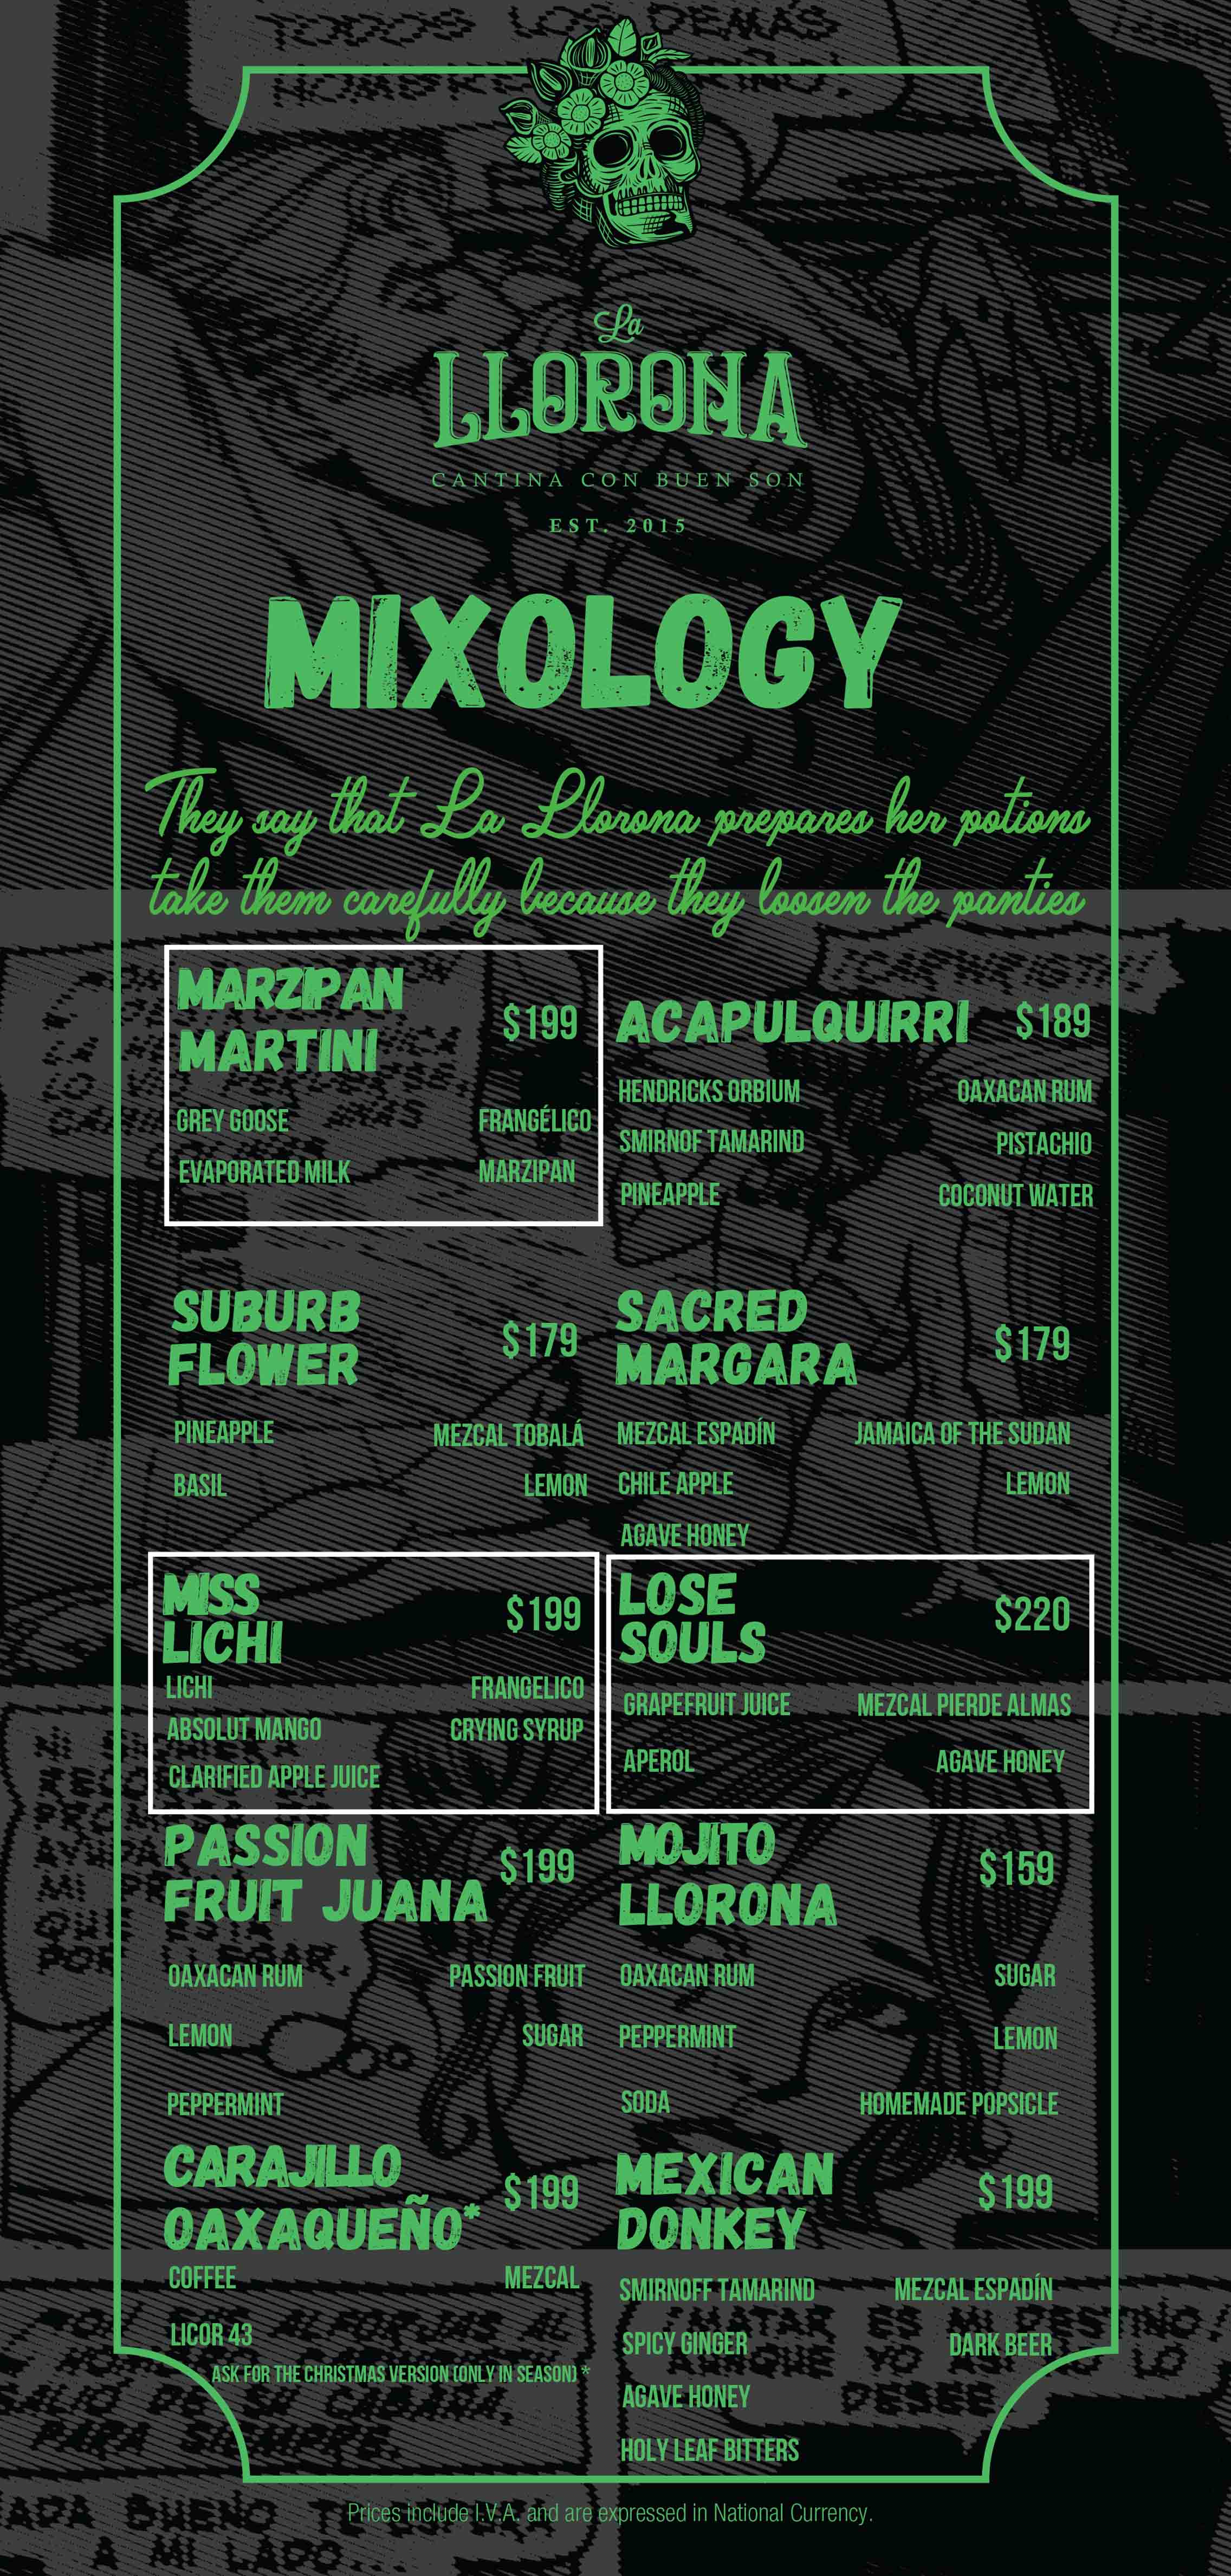 TODOS LOS DEMÁS
La
LLORONA
CANTINA CON BUEN SON
EST. 2015
MIXOLOGY
They say that La Llorona prepares her potions
take them carefully because they loosen the panties
MARZIPAN
MARTINI
$199
GREY GOOSE FRANGÉLICO
EVAPORATED MILK MARZIPAN
ACAPULQUIRRI $189
HENDRICKS ORBIUM OAXACAN RUM
SMIRNOF TAMARIND PISTACHIO
PINEAPPLE COCONUT WATER
SUBURB
FLOWER
$179
PINEAPPLE MEZCAL TOBALÁ
BASIL LEMON
SACRED
MARGARA
$179
MEZCAL ESPADÍN JAMAICA OF THE SUDAN
CHILE APPLE LEMON
AGAVE HONEY
MISS
LICHI
$199
LICHI FRANGELICO
ABSOLUT MANGO CRYING SYRUP
CLARIFIED APPLE JUICE
LOSE
SOULS
$220
GRAPEFRUIT JUICE MEZCAL PIERDE ALMAS
APEROL AGAVE HONEY
PASSION
FRUIT JUANA
$199
OAXACAN RUM PASSION FRUIT
LEMON SUGAR
PEPPERMINT
MOJITO
LLORONA
$159
OAXACAN RUM SUGAR
PEPPERMINT LEMON
SODA HOMEMADE POPSICLE
CARAJILLO
OAXAQUEÑO*
$199
COFFEE MEZCAL
LICOR 43
ASK FOR THE CHRISTMAS VERSION (ONLY IN SEASON) *
MEXICAN
DONKEY
$199
SMIRNOFF TAMARIND MEZCAL ESPADÍN
SPICY GINGER DARK BEER
AGAVE HONEY
HOLY LEAF BITTERS
Prices include I.V.A. and are expressed in National Currency.
A MI LADO...